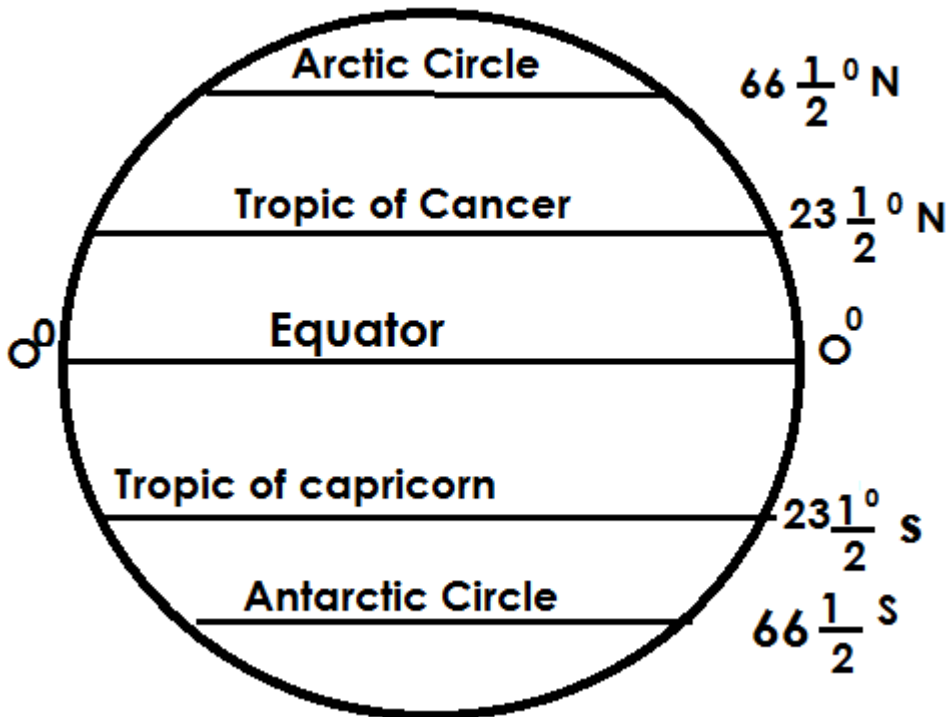 Arctic Circle 66 1/2 ⁰ N
Tropic of Cancer 23 1/2 ⁰ N
O⁰ Equator O⁰
Tropic of capricorn 23 1/2 ⁰ s
Antarctic Circle 66 1/2 S